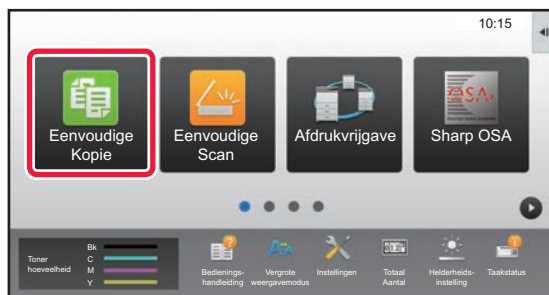 10:15
Eenvoudige
Kopie
Eenvoudige
Scan
Afdrukvrijgave
OSA
Sharp OSA
Toner
hoeveelheid
Bk
C
M
Y
Bedienings-
handleiding
Vergrote
weergavemodus
Instellingen
Totaal
Aantal
Helderheids-
instelling
Taakstatus